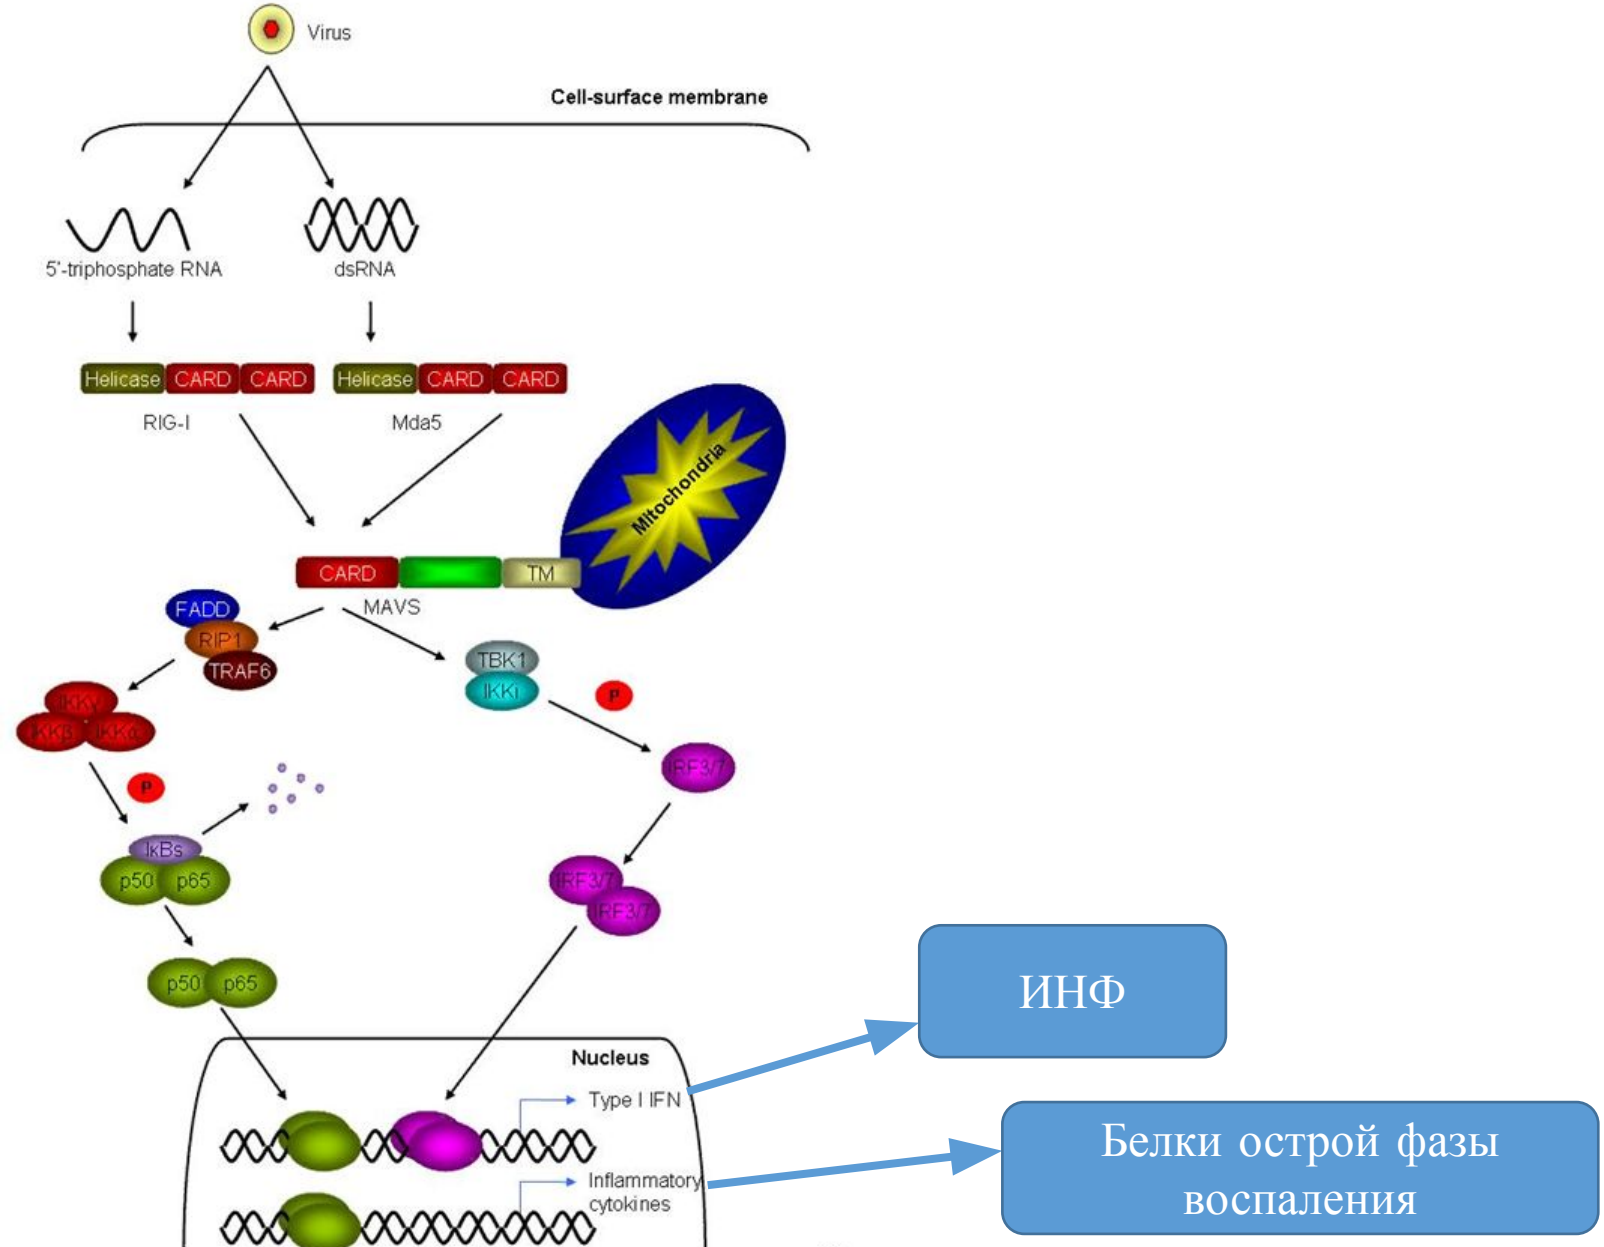 Virus
Cell-surface membrane
5'-triphosphate RNA
dsRNA
Helicase CARD CARD
Helicase CARD CARD
RIG-I
Mda5
Mitochondria
CARD
TM
MAVS
FADD
RIP1
TRAF6
TBK1
IKKi
P
IKKγ
IKKβ IKKα
P
IRF3/7
IκBs
p50 p65
IRF3/7
IRF3/7
p50 p65
ИНФ
Nucleus
Type I IFN
Inflammatory
cytokines
Белки острой фазы
воспаления